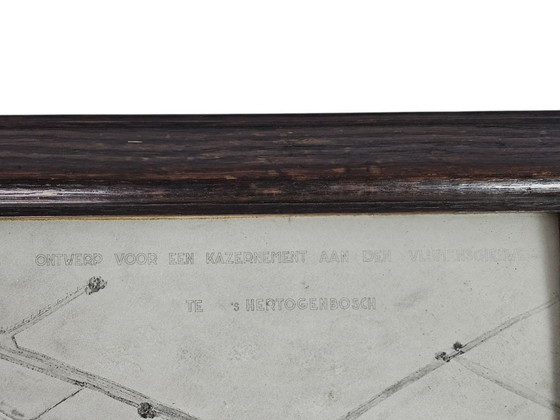 ONTWERP VOOR EEN KAZERNEMENT AAN DEN
TE 's HERTOGENBOSCH